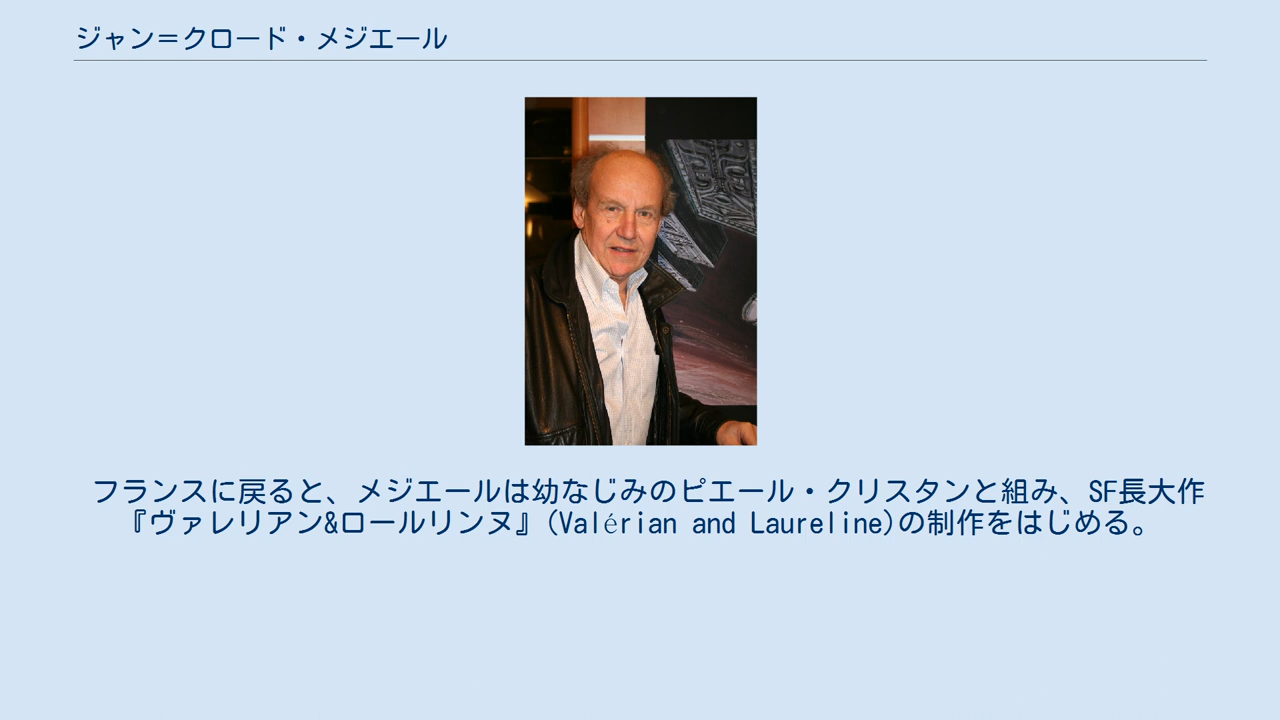 ジャン＝クロード・メジエール
フランスに戻ると、メジエールは幼なじみのピエール・クリスタンと組み、SF長大作
『ヴァレリアン&ロールリンヌ』(Valérian and Laureline)の制作をはじめる。